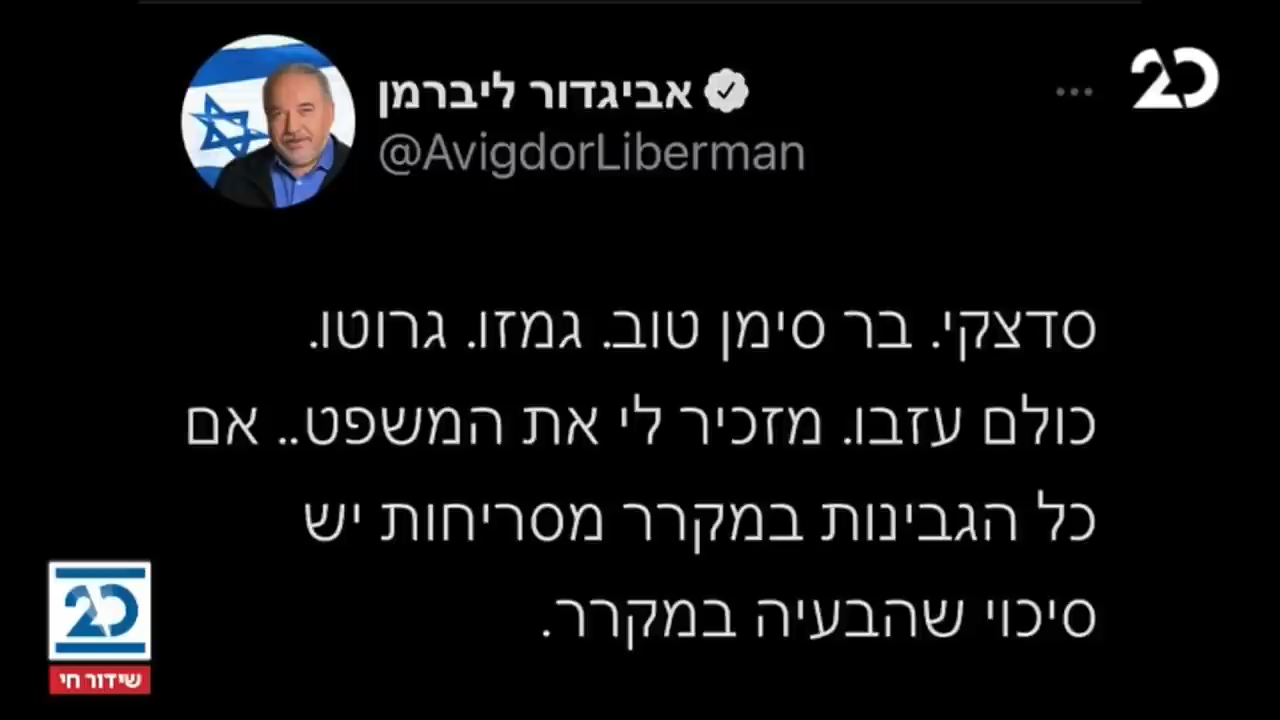 אביגדור ליברמן
@AvigdorLiberman
20
סדצקי. בר סימן טוב. גמזו. גרוטו.
כולם עזבו. מזכיר לי את המשפט.. אם
כל הגבינות במקרר מסריחות יש
סיכוי שהבעיה במקרר.
20
שידור חי